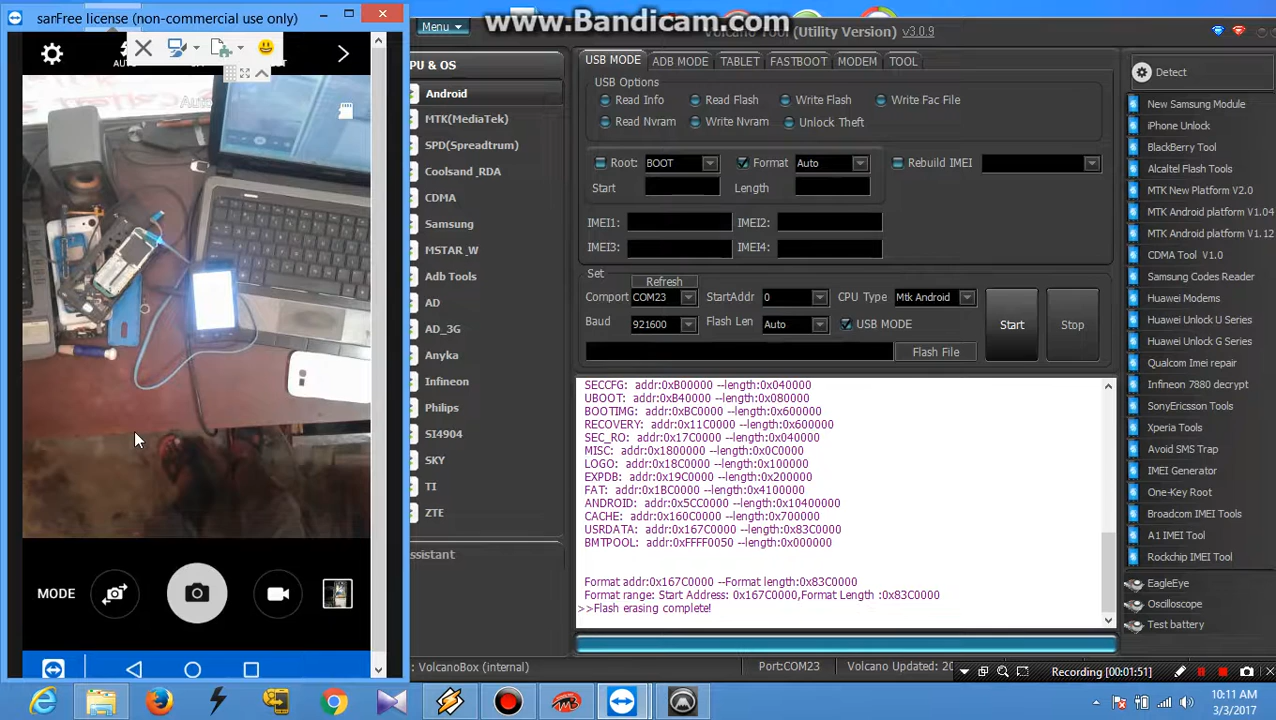 sarFree license (non-commercial use only)
www.Bandicam.com
Menu
Volcano Tool (Utility Version) v3.0.9
Auto
MODE
PU & OS
Android
MTK(MediaTek)
SPD(Spreadtrum)
Coolsand _RDA
CDMA
Samsung
MSTAR _W
Adb Tools
AD
AD_3G
Anyka
Infineon
Philips
SI4904
SKY
TI
ZTE
ssistant
USB MODE ADB MODE TABLET FASTBOOT MODEM TOOL
USB Options
Read Info Read Flash Write Flash Write Fac File
Read Nvram Write Nvram Unlock Theft
Root: BOOT Format Auto Rebuild IMEI
Start Length
IMEI1: IMEI2:
IMEI3: IMEI4:
Set
Refresh
Comport COM23 StartAddr 0 CPU Type Mtk Android
Baud 921600 Flash Len Auto USB MODE
Start Stop
Flash File
SECCFG: addr:0xB00000 --length:0x040000
UBOOT: addr:0xB40000 --length:0x080000
BOOTIMG: addr:0xBC0000 --length:0x600000
RECOVERY: addr:0x11C0000 --length:0x600000
SEC_RO: addr:0x17C0000 --length:0x040000
MISC: addr:0x1800000 --length:0x0C0000
LOGO: addr:0x18C0000 --length:0x100000
EXPDB: addr:0x19C0000 --length:0x200000
FAT: addr:0x1BC0000 --length:0x4100000
ANDROID: addr:0x5CC0000 --length:0x10400000
CACHE: addr:0x160C0000 --length:0x700000
USRDATA: addr:0x167C0000 --length:0x83C0000
BMTPOOL: addr:0xFFFF0050 --length:0x000000
Format addr:0x167C0000 --Format length:0x83C0000
Format range: Start Address: 0x167C0000,Format Length :0x83C0000
>>Flash erasing complete!
Detect
New Samsung Module
iPhone Unlock
BlackBerry Tool
Alcaltel Flash Tools
MTK New Platform V2.0
MTK Android platform V1.04
MTK Android platform V1.12
CDMA Tool V1.0
Samsung Codes Reader
Huawei Modems
Huawei Unlock U Series
Huawei Unlock G Series
Qualcom Imei repair
Infineon 7880 decrypt
SonyEricsson Tools
Xperia Tools
Avoid SMS Trap
IMEI Generator
One-Key Root
Broadcom IMEI Tools
A1 IMEI Tool
Rockchip IMEI Tool
EagleEye
Oscilloscope
Test battery
VolcanoBox (internal) Port:COM23 Volcano Updated: 20
Recording [00:01:51]
10:11 AM
3/3/2017